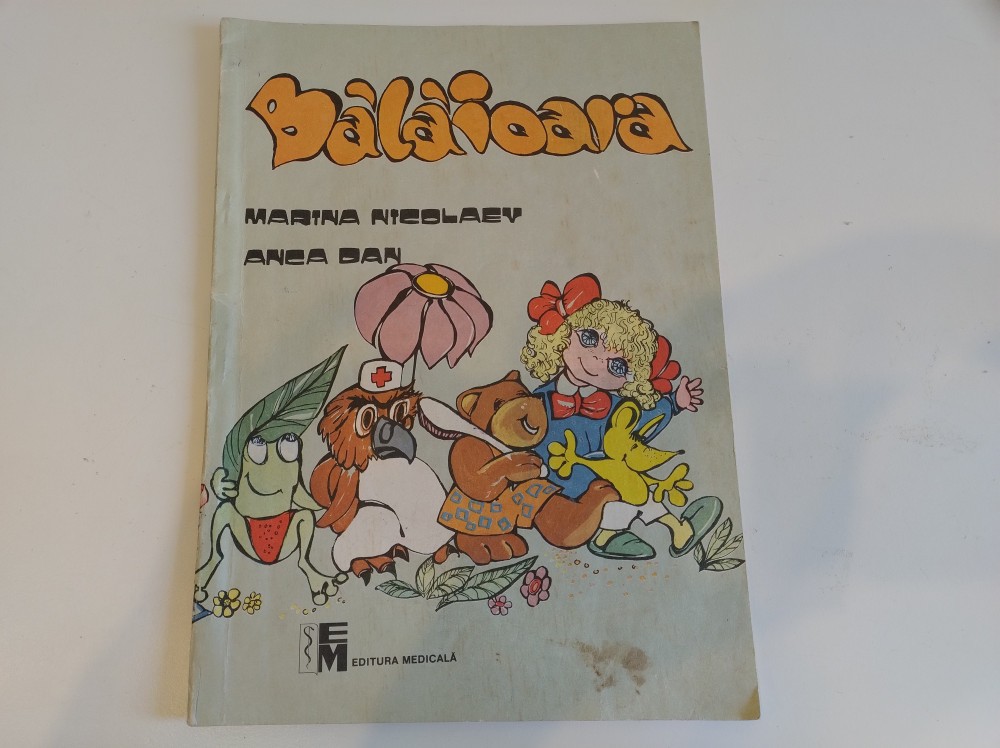 Bălăioara
MARINA NICOLAEV
ANCA DAN
EM EDITURA MEDICALĂ